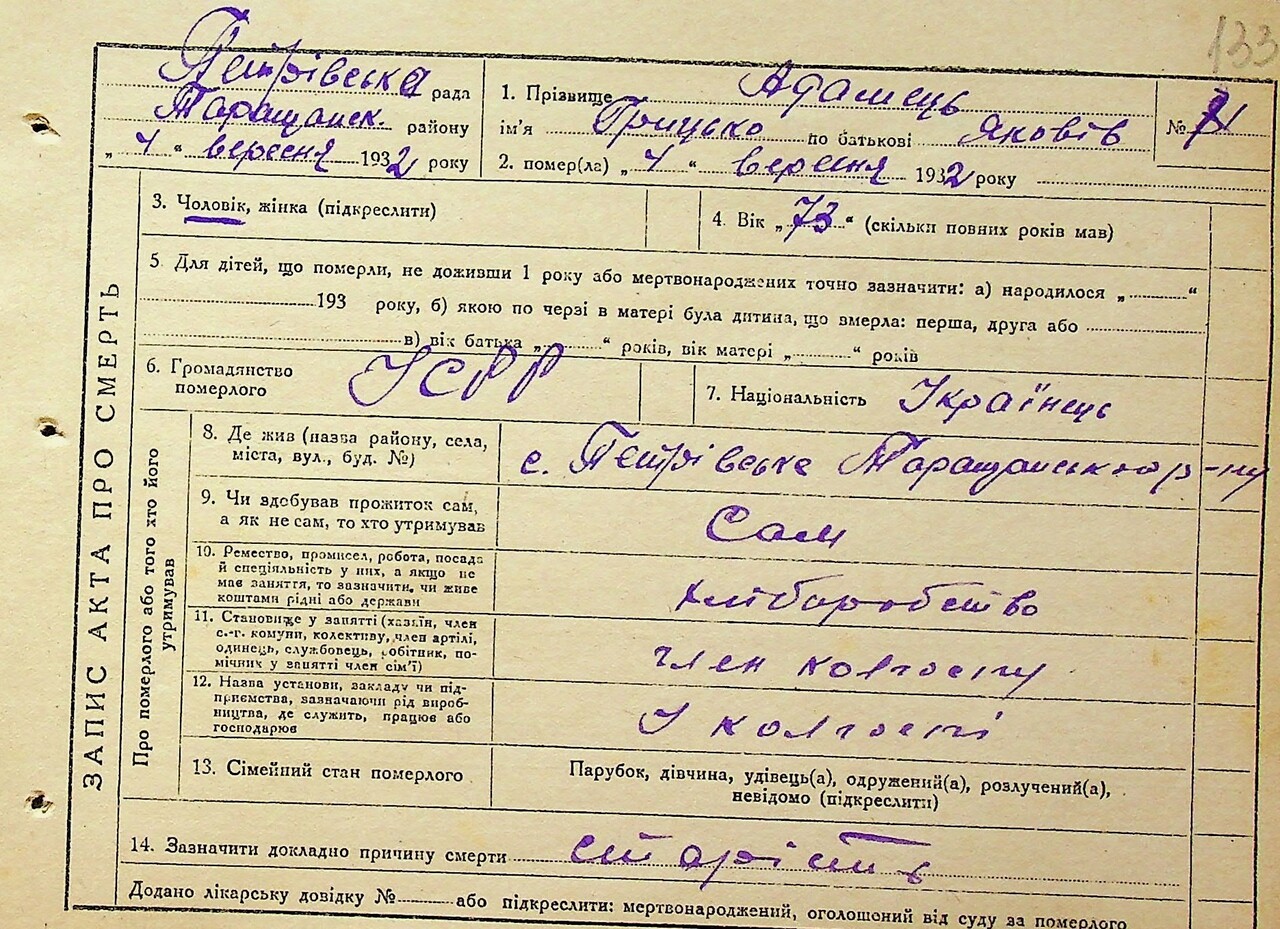 133
Петрівська рада
Таращанск. району
„ 4 “ вересня 1932 року
1. Прізвище Адамець
ім'я Грицько по батькові Яковів
2. помер(ла) „ 4 “ вересня 1932 року
№
ЗАПИС АКТА ПРО СМЕРТЬ
3. Чоловік, жінка (підкреслити)
4. Вік „ 73 “ (скільки повних років мав)
5. Для дітей, що померли, не доживши 1 року або мертвонароджених точно зазначити: а) народилося „ “
193 року, б) якою по черзі в матері була дитина, що вмерла: перша, друга або
в) вік батька „ “ років, вік матері „ “ років
6. Громадянство
померлого
УСРР
7. Національність Українець
Про померлого або того хто його
утримував
8. Де жив (назва району, села,
міста, вул., буд. №)
с. Петрівське Таращанського р-ну
9. Чи здобував прожиток сам,
а як не сам, то хто утримував
Сам
10. Ремество, промисел, робота, посада
й спеціяльність у них, а якщо не
мав заняття, то зазначити, чи живе
коштами рідні або держави
хліборобство
11. Становище у занятті (хазяїн, член
с.-г. комуни, колективу, член артілі,
одинець, службовець, робітник, по-
мічних у занятті член сім'ї)
член колгоспу
12. Назва установи, закладу чи під-
приємства, зазначаючи рід вироб-
ництва, де служить, працює або
господарює
У колгоспі
13. Сімейний стан померлого
Парубок, дівчина, удівець(а), одружений(а), розлучений(а),
невідомо (підкреслити)
14. Зазначити докладно причину смерти старість
Додано лікарську довідку № або підкреслити: мертвонароджений, оголошоний від суду за померлого